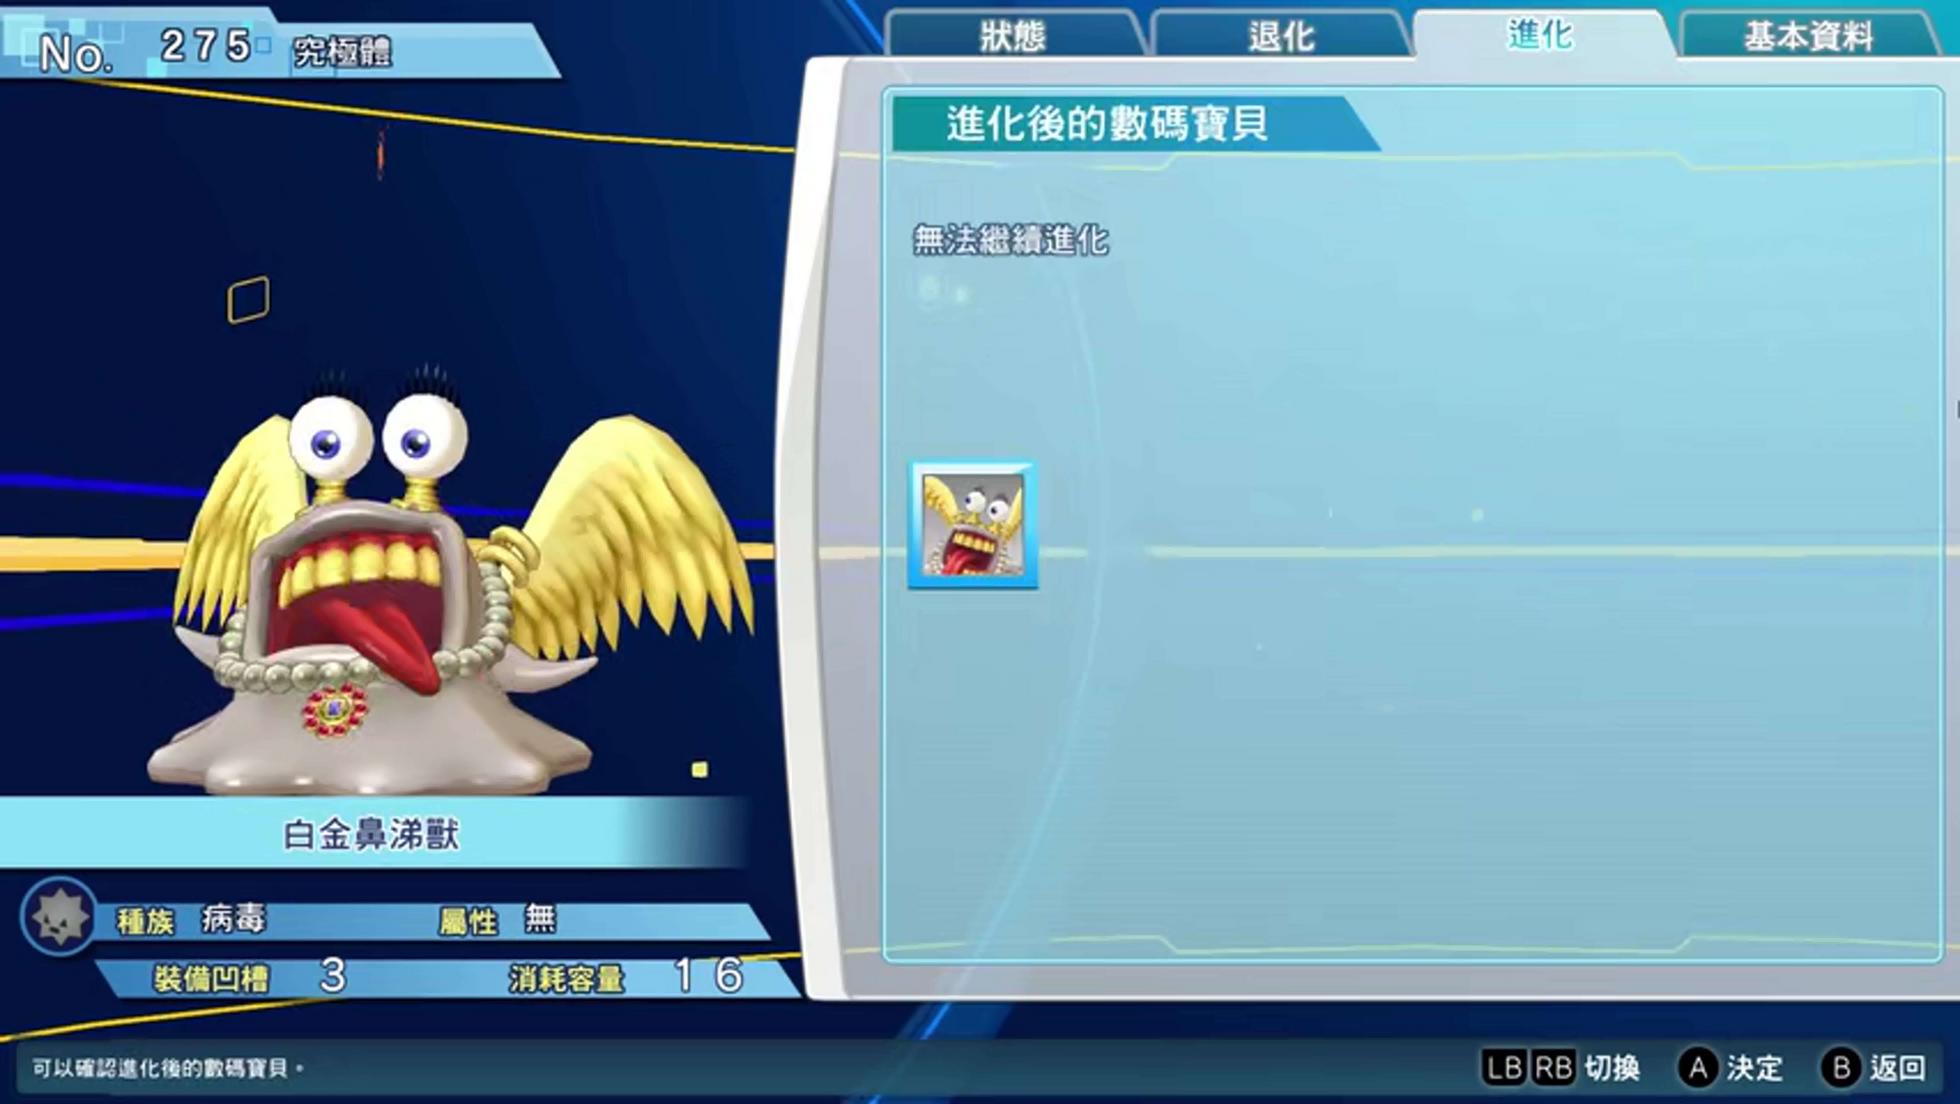 No. 275 究極體
狀態 退化 進化 基本資料
進化後的數碼寶貝
無法繼續進化
白金鼻涕獸
種族 病毒 屬性 無
裝備凹槽 3 消耗容量 16
可以確認進化後的數碼寶貝。
LB RB 切換 A 決定 B 返回